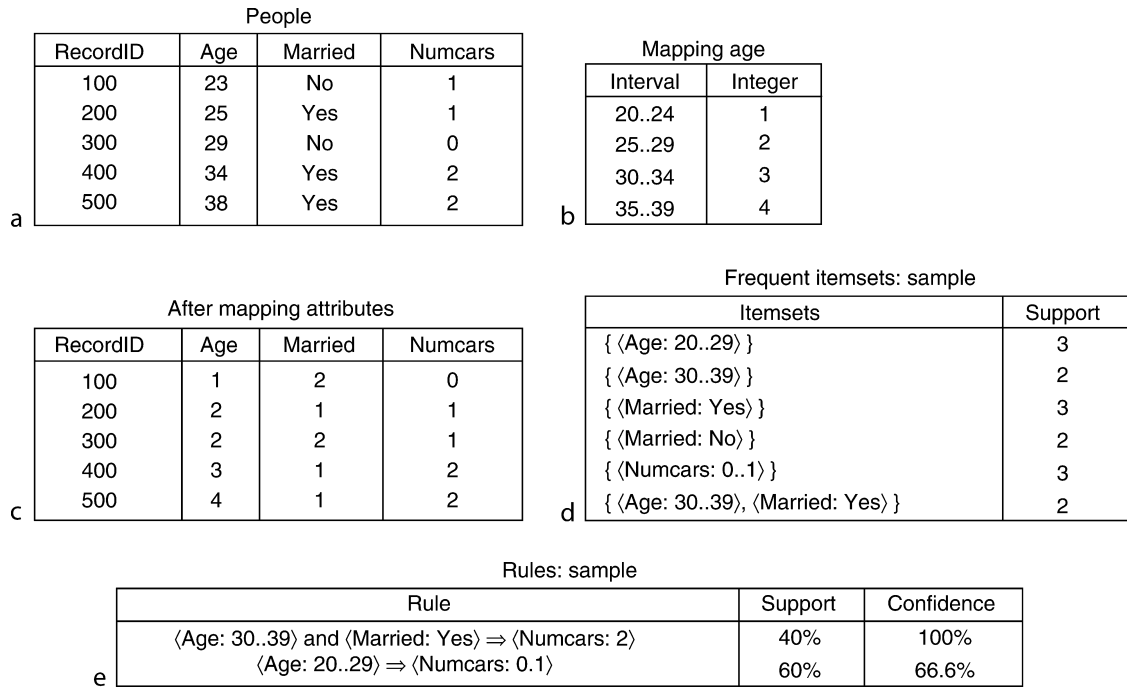 People
RecordID Age Married Numcars
100 23 No 1
200 25 Yes 1
300 29 No 0
400 34 Yes 2
500 38 Yes 2
a
Mapping age
Interval Integer
20..24 1
25..29 2
30..34 3
35..39 4
b
After mapping attributes
RecordID Age Married Numcars
100 1 2 0
200 2 1 1
300 2 2 1
400 3 1 2
500 4 1 2
c
Frequent itemsets: sample
Itemsets Support
{ ⟨Age: 20..29⟩ } 3
{ ⟨Age: 30..39⟩ } 2
{ ⟨Married: Yes⟩ } 3
{ ⟨Married: No⟩ } 2
{ ⟨Numcars: 0..1⟩ } 3
{ ⟨Age: 30..39⟩, ⟨Married: Yes⟩ } 2
d
Rules: sample
Rule Support Confidence
⟨Age: 30..39⟩ and ⟨Married: Yes⟩ ⇒ ⟨Numcars: 2⟩ 40% 100%
⟨Age: 20..29⟩ ⇒ ⟨Numcars: 0.1⟩ 60% 66.6%
e